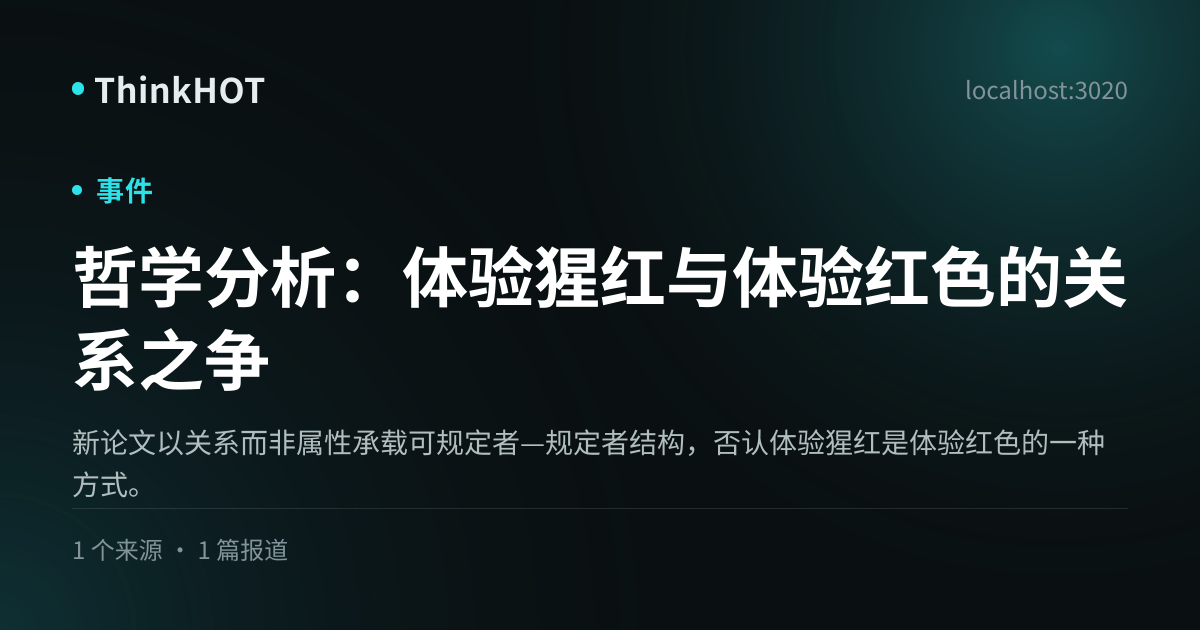 ThinkHOT
localhost:3020
事件
哲学分析：体验猩红与体验红色的关
系之争
新论文以关系而非属性承载可规定者—规定者结构，否认体验猩红是体验红色的一种
方式。
1 个来源 · 1 篇报道